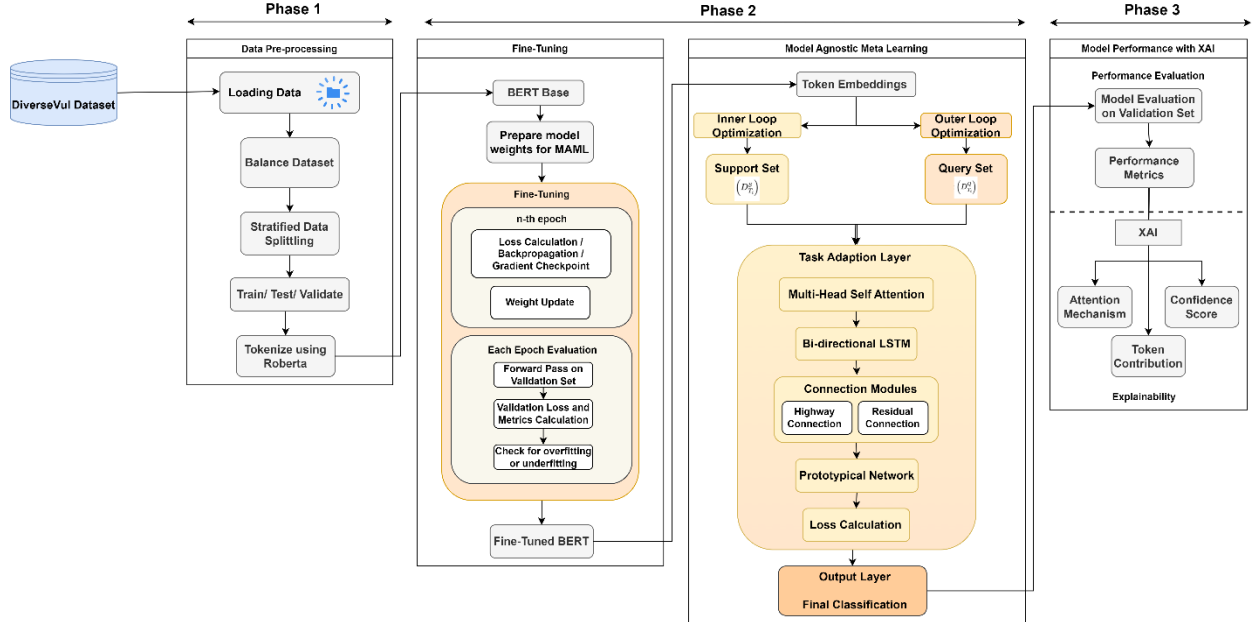 Phase 1
Phase 2
Phase 3
Data Pre-processing
Fine-Tuning
Model Agnostic Meta Learning
Model Performance with XAI
DiverseVul Dataset
Loading Data
Balance Dataset
Stratified Data
Splittling
Train/ Test/ Validate
Tokenize using
Roberta
BERT Base
Prepare model
weights for MAML
Fine-Tuning
n-th epoch
Loss Calculation /
Backpropagation /
Gradient Checkpoint
Weight Update
Each Epoch Evaluation
Forward Pass on
Validation Set
Validation Loss and
Metrics Calculation
Check for overfitting
or underfitting
Fine-Tuned BERT
Token Embeddings
Inner Loop
Optimization
Outer Loop
Optimization
Support Set
Query Set
Task Adaption Layer
Multi-Head Self Attention
Bi-directional LSTM
Connection Modules
Highway
Connection
Residual
Connection
Prototypical Network
Loss Calculation
Output Layer
Final Classification
Performance Evaluation
Model Evaluation
on Validation Set
Performance
Metrics
XAI
Attention
Mechanism
Confidence
Score
Token
Contribution
Explainability